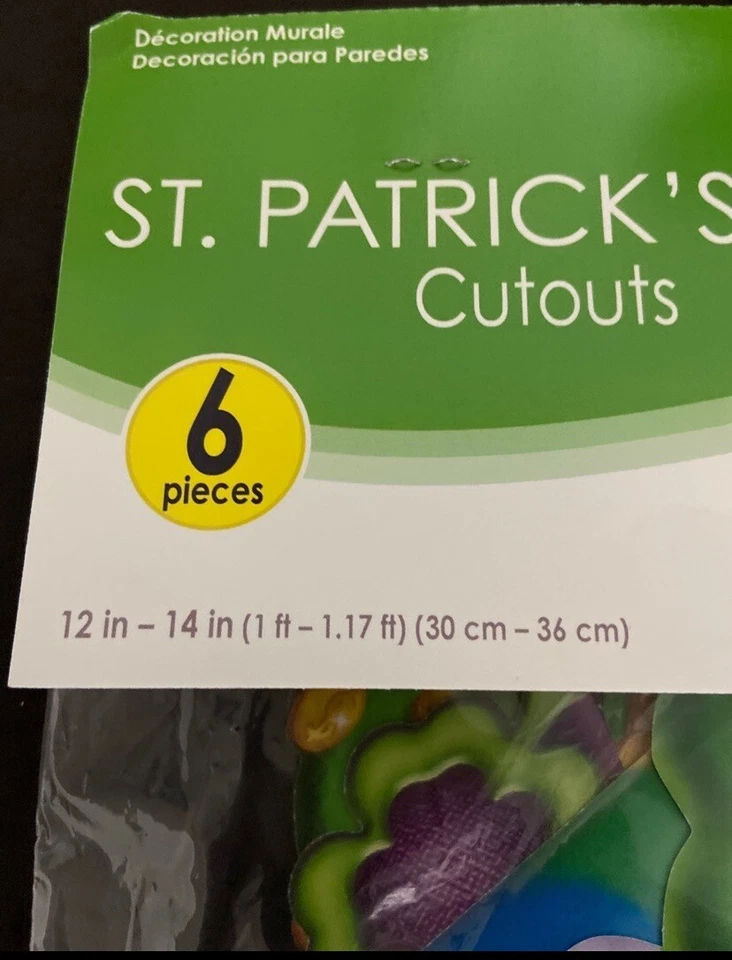 Décoration Murale
Decoración para Paredes
ST. PATRICK'S
Cutouts
6
pieces
12 in – 14 in (1 ft – 1.17 ft) (30 cm – 36 cm)